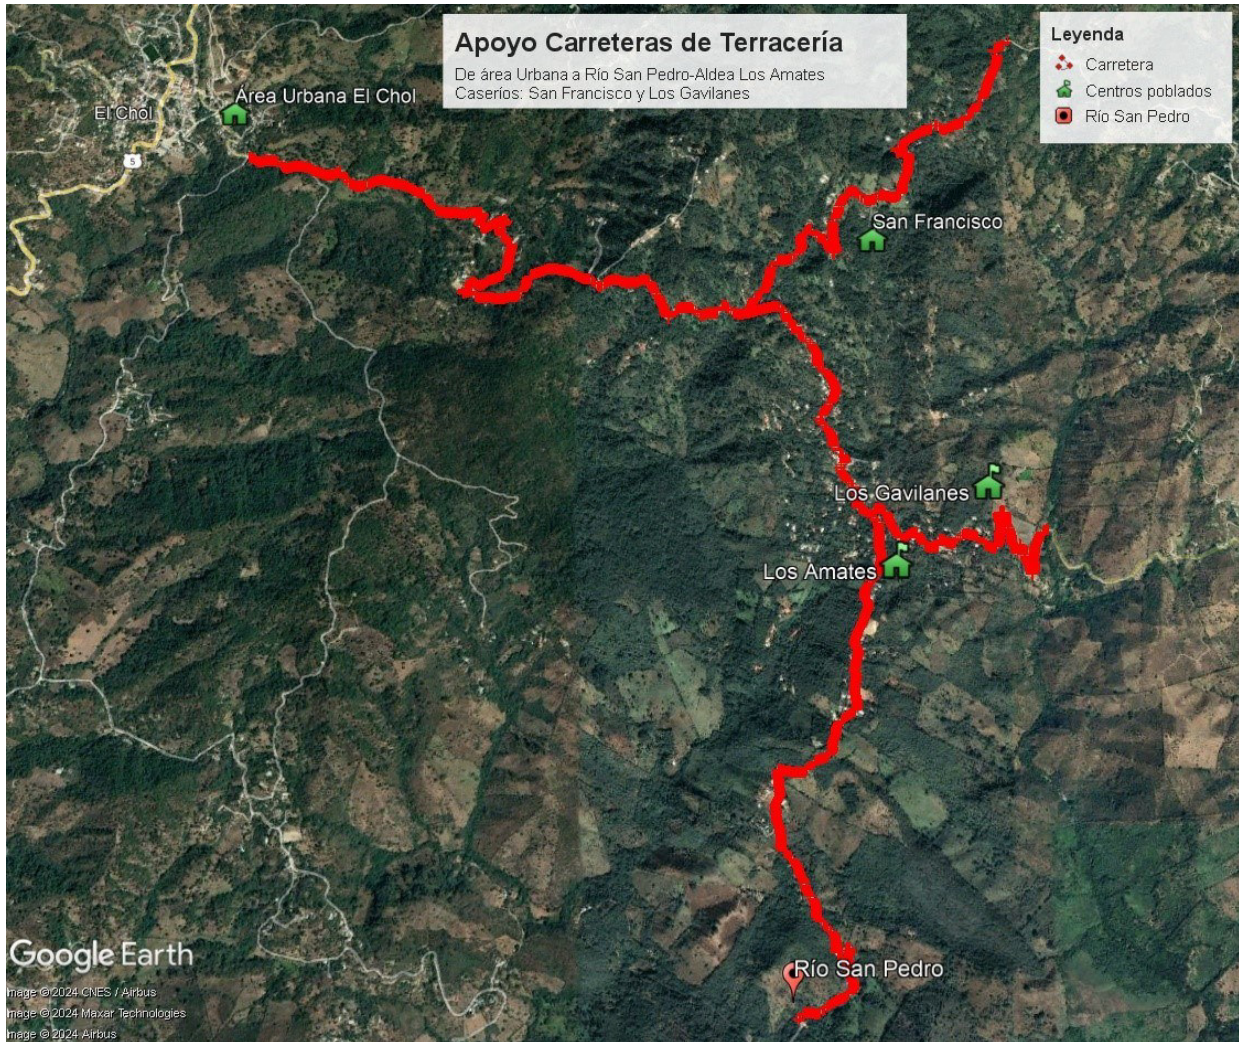 Apoyo Carreteras de Terracería
De área Urbana a Río San Pedro-Aldea Los Amates
Caseríos: San Francisco y Los Gavilanes
Leyenda
Carretera
Centros poblados
Río San Pedro
Área Urbana El Chol
El Chol
5
San Francisco
Los Gavilanes
Los Amates
Río San Pedro
Google Earth
Image © 2024 CNES / Airbus
Image © 2024 Maxar Technologies
Image © 2024 Airbus